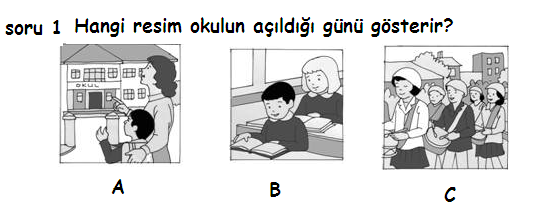 soru 1 Hangi resim okulun açıldığı günü gösterir?
OKUL
A
B
C